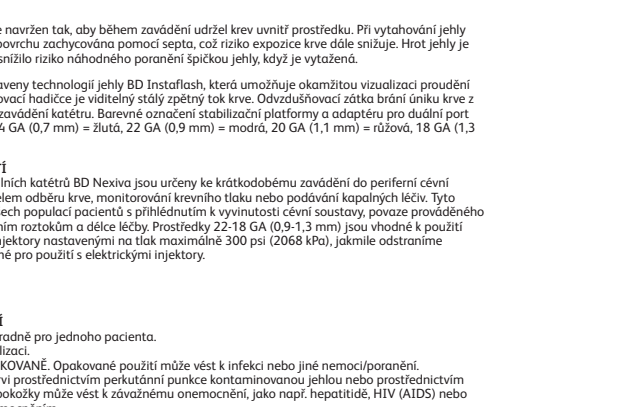 navržen tak, aby během zavádění udržel krev uvnitř prostředku. Při vytahování jehly
povrchu zachycována pomocí septa, což riziko expozice krve dále snižuje. Hrot jehly je
snížilo riziko náhodného poranění špičkou jehly, když je vytažená.
aveny technologií jehly BD Instaflash, která umožňuje okamžitou vizualizaci proudění
ovací hadičce je viditelný stálý zpětný tok krve. Odvzdušňovací zátka brání úniku krve z
zavádění katétru. Barevné označení stabilizační platformy a adaptéru pro duální port
4 GA (0,7 mm) = žlutá, 22 GA (0,9 mm) = modrá, 20 GA (1,1 mm) = růžová, 18 GA (1,3
Í
lních katétrů BD Nexiva jsou určeny ke krátkodobému zavádění do periferní cévní
elem odběru krve, monitorování krevního tlaku nebo podávání kapalných léčiv. Tyto
šech populací pacientů s přihlédnutím k vyvinutosti cévní soustavy, povaze prováděného
ním roztokům a délce léčby. Prostředky 22-18 GA (0,9-1,3 mm) jsou vhodné k použití
jektory nastavenými na tlak maximálně 300 psi (2068 kPa), jakmile odstraníme
né pro použití s elektrickými injektory.
Í
radně pro jednoho pacienta.
lizaci.
KOVANĚ. Opakované použití může vést k infekci nebo jiné nemoci/poranění.
vi prostřednictvím perkutánní punkce kontaminovanou jehlou nebo prostřednictvím
pokožky může vést k závažnému onemocnění, jako např. hepatitidě, HIV (AIDS) nebo